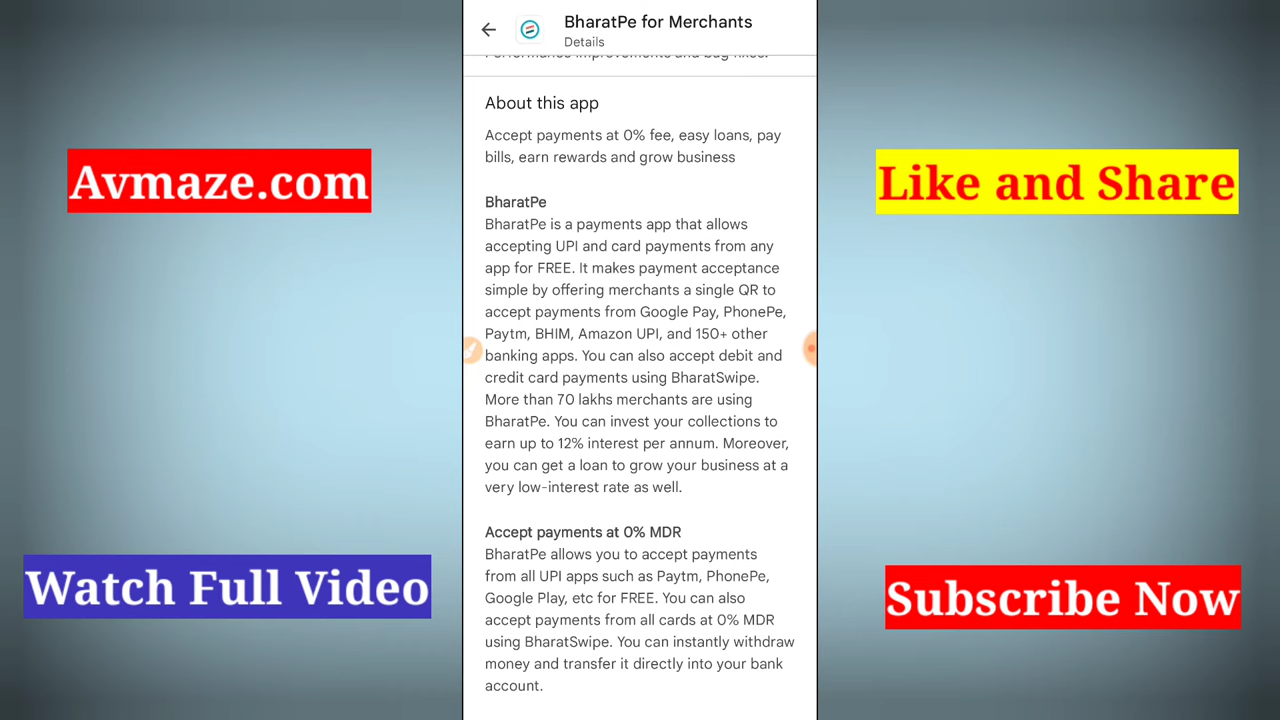 BharatPe for Merchants
Details
Performance improvements and bug fixes.
About this app
Accept payments at 0% fee, easy loans, pay
bills, earn rewards and grow business
BharatPe
BharatPe is a payments app that allows
accepting UPI and card payments from any
app for FREE. It makes payment acceptance
simple by offering merchants a single QR to
accept payments from Google Pay, PhonePe,
Paytm, BHIM, Amazon UPI, and 150+ other
banking apps. You can also accept debit and
credit card payments using BharatSwipe.
More than 70 lakhs merchants are using
BharatPe. You can invest your collections to
earn up to 12% interest per annum. Moreover,
you can get a loan to grow your business at a
very low-interest rate as well.
Accept payments at 0% MDR
BharatPe allows you to accept payments
from all UPI apps such as Paytm, PhonePe,
Google Play, etc for FREE. You can also
accept payments from all cards at 0% MDR
using BharatSwipe. You can instantly withdraw
money and transfer it directly into your bank
account.
Avmaze.com
Watch Full Video
Like and Share
Subscribe Now